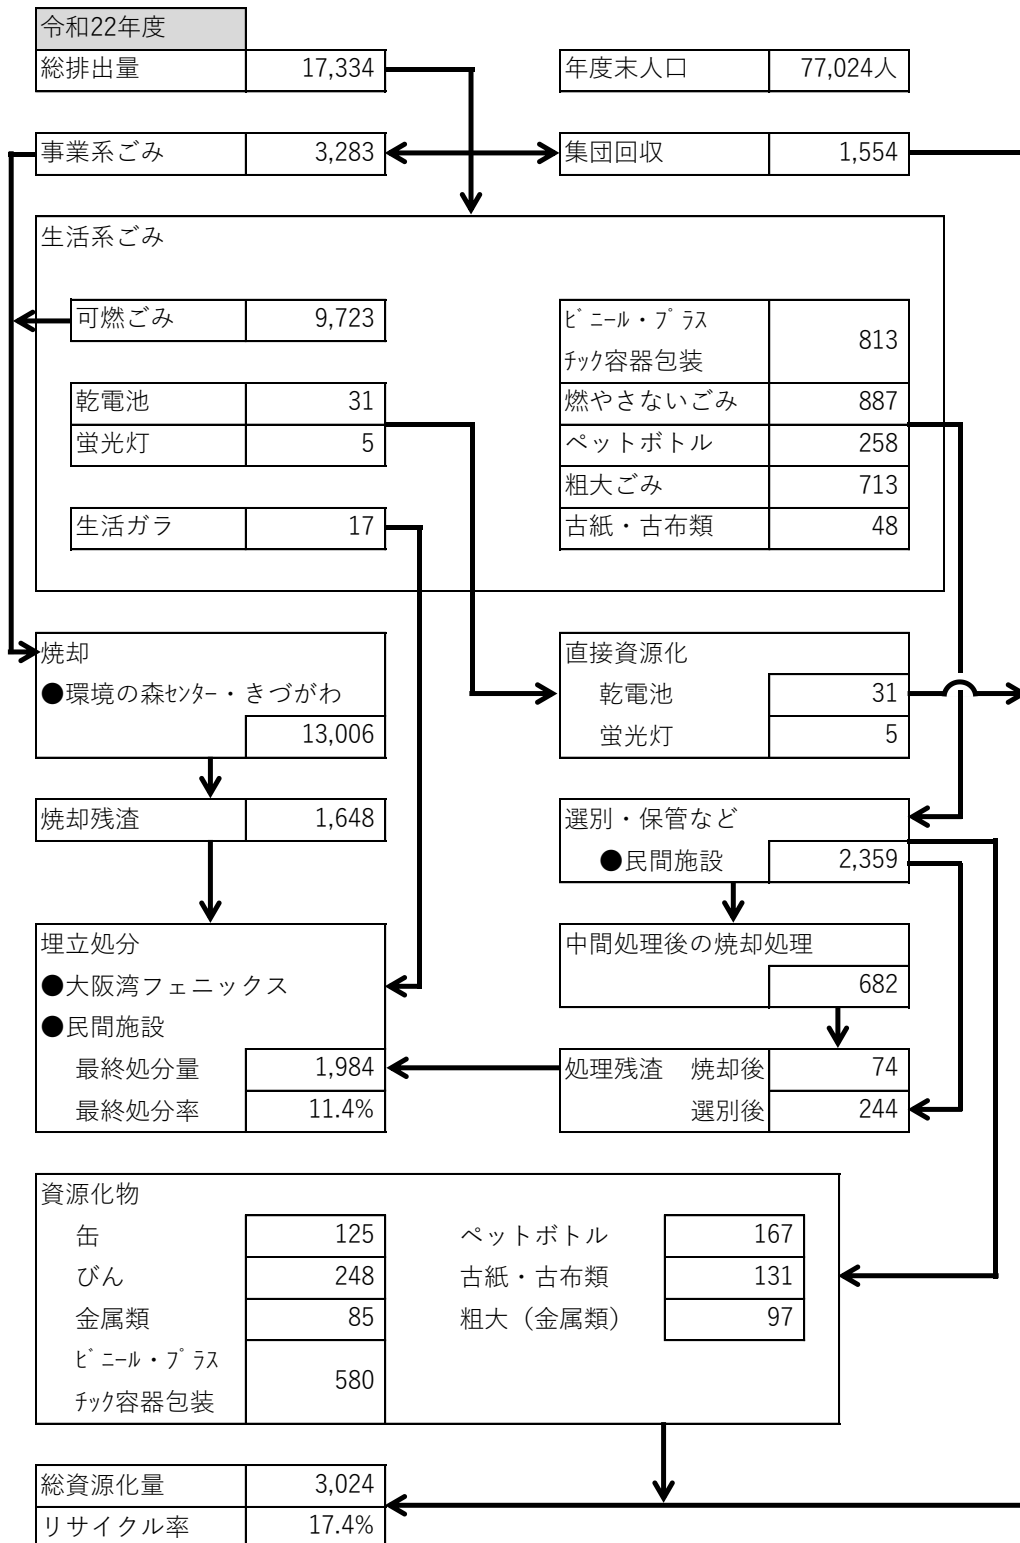 令和22年度
総排出量 17,334 年度末人口 77,024人
事業系ごみ 3,283 集団回収 1,554
生活系ごみ
可燃ごみ 9,723
ﾋﾞﾆｰﾙ・ﾌﾟﾗｽ
ﾁｯｸ容器包装 813
乾電池 31 燃やさないごみ 887
蛍光灯 5 ペットボトル 258
粗大ごみ 713
生活ガラ 17 古紙・古布類 48
焼却
●環境の森ｾﾝﾀｰ・きづがわ
13,006
直接資源化
乾電池 31
蛍光灯 5
焼却残渣 1,648
選別・保管など
●民間施設 2,359
埋立処分
●大阪湾フェニックス
●民間施設
最終処分量 1,984
最終処分率 11.4%
中間処理後の焼却処理
682
処理残渣 焼却後 74
選別後 244
資源化物
缶 125 ペットボトル 167
びん 248 古紙・古布類 131
金属類 85 粗大（金属類） 97
ﾋﾞﾆｰﾙ・ﾌﾟﾗｽ
ﾁｯｸ容器包装 580
総資源化量 3,024
リサイクル率 17.4%